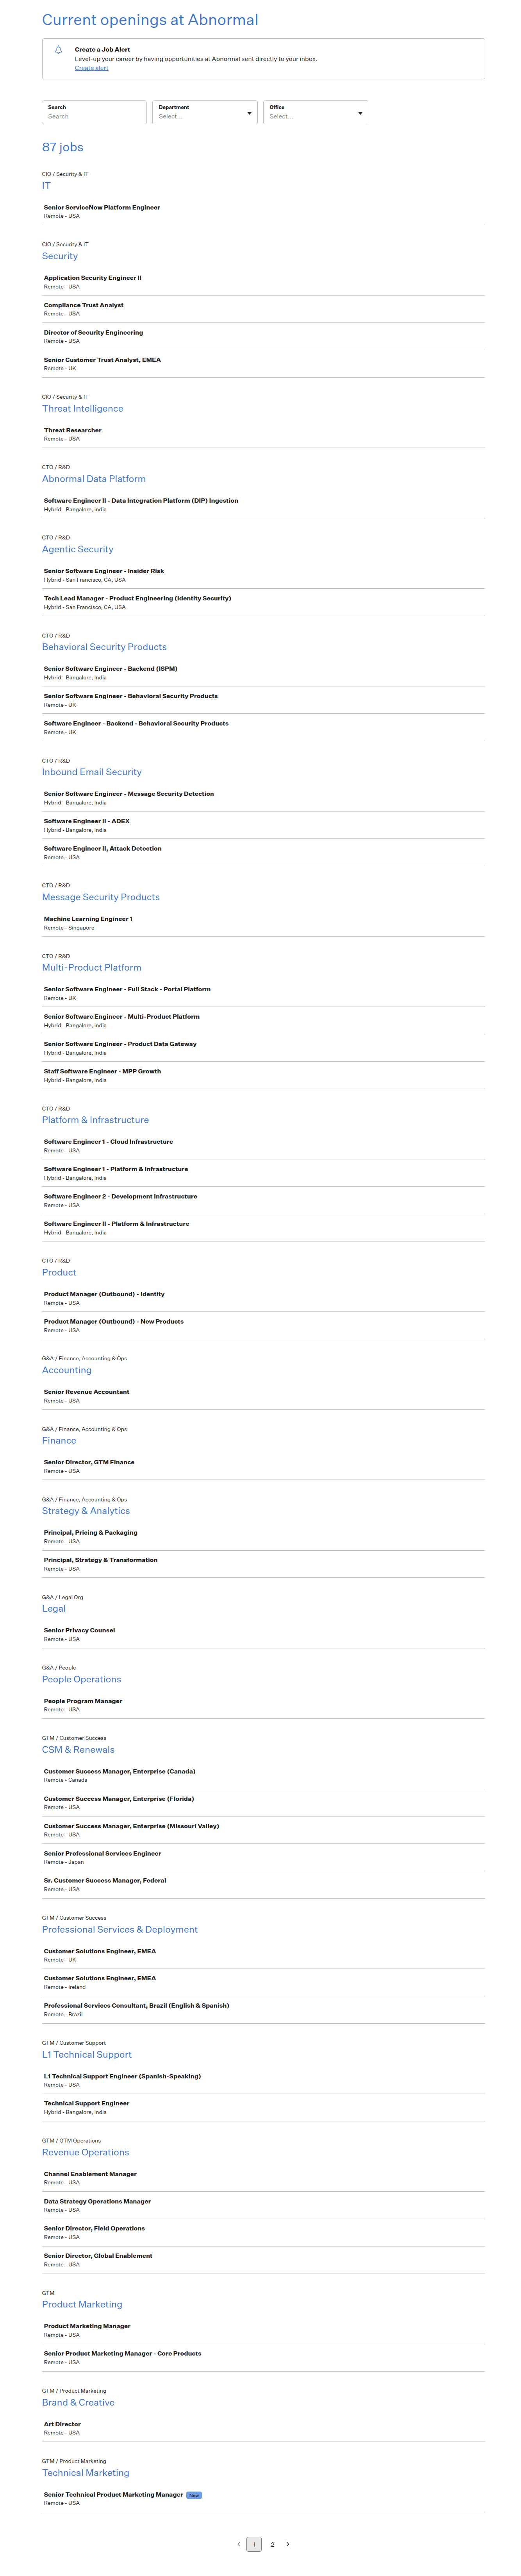 Current openings at Abnormal
Create a Job Alert
Level-up your career by having opportunities at Abnormal sent directly to your inbox.
Create alert
Search
Search
Department
Select...
Office
Select...
87 jobs
CIO / Security & IT
IT
Senior ServiceNow Platform Engineer
Remote - USA
CIO / Security & IT
Security
Application Security Engineer II
Remote - USA
Compliance Trust Analyst
Remote - USA
Director of Security Engineering
Remote - USA
Senior Customer Trust Analyst, EMEA
Remote - UK
CIO / Security & IT
Threat Intelligence
Threat Researcher
Remote - USA
CTO / R&D
Abnormal Data Platform
Software Engineer II - Data Integration Platform (DIP) Ingestion
Hybrid - Bangalore, India
CTO / R&D
Agentic Security
Senior Software Engineer - Insider Risk
Hybrid - San Francisco, CA, USA
Tech Lead Manager - Product Engineering (Identity Security)
Hybrid - San Francisco, CA, USA
CTO / R&D
Behavioral Security Products
Senior Software Engineer - Backend (ISPM)
Hybrid - Bangalore, India
Senior Software Engineer - Behavioral Security Products
Remote - UK
Software Engineer - Backend - Behavioral Security Products
Remote - UK
CTO / R&D
Inbound Email Security
Senior Software Engineer - Message Security Detection
Hybrid - Bangalore, India
Software Engineer II - ADEX
Hybrid - Bangalore, India
Software Engineer II, Attack Detection
Remote - USA
CTO / R&D
Message Security Products
Machine Learning Engineer 1
Remote - Singapore
CTO / R&D
Multi-Product Platform
Senior Software Engineer - Full Stack - Portal Platform
Remote - UK
Senior Software Engineer - Multi-Product Platform
Hybrid - Bangalore, India
Senior Software Engineer - Product Data Gateway
Hybrid - Bangalore, India
Staff Software Engineer - MPP Growth
Hybrid - Bangalore, India
CTO / R&D
Platform & Infrastructure
Software Engineer 1 - Cloud Infrastructure
Remote - USA
Software Engineer 1 - Platform & Infrastructure
Hybrid - Bangalore, India
Software Engineer 2 - Development Infrastructure
Remote - USA
Software Engineer II - Platform & Infrastructure
Hybrid - Bangalore, India
CTO / R&D
Product
Product Manager (Outbound) - Identity
Remote - USA
Product Manager (Outbound) - New Products
Remote - USA
G&A / Finance, Accounting & Ops
Accounting
Senior Revenue Accountant
Remote - USA
G&A / Finance, Accounting & Ops
Finance
Senior Director, GTM Finance
Remote - USA
G&A / Finance, Accounting & Ops
Strategy & Analytics
Principal, Pricing & Packaging
Remote - USA
Principal, Strategy & Transformation
Remote - USA
G&A / Legal Org
Legal
Senior Privacy Counsel
Remote - USA
G&A / People
People Operations
People Program Manager
Remote - USA
GTM / Customer Success
CSM & Renewals
Customer Success Manager, Enterprise (Canada)
Remote - Canada
Customer Success Manager, Enterprise (Florida)
Remote - USA
Customer Success Manager, Enterprise (Missouri Valley)
Remote - USA
Senior Professional Services Engineer
Remote - Japan
Sr. Customer Success Manager, Federal
Remote - USA
GTM / Customer Success
Professional Services & Deployment
Customer Solutions Engineer, EMEA
Remote - UK
Customer Solutions Engineer, EMEA
Remote - Ireland
Professional Services Consultant, Brazil (English & Spanish)
Remote - Brazil
GTM / Customer Support
L1 Technical Support
L1 Technical Support Engineer (Spanish-Speaking)
Remote - USA
Technical Support Engineer
Hybrid - Bangalore, India
GTM / GTM Operations
Revenue Operations
Channel Enablement Manager
Remote - USA
Data Strategy Operations Manager
Remote - USA
Senior Director, Field Operations
Remote - USA
Senior Director, Global Enablement
Remote - USA
GTM
Product Marketing
Product Marketing Manager
Remote - USA
Senior Product Marketing Manager - Core Products
Remote - USA
GTM / Product Marketing
Brand & Creative
Art Director
Remote - USA
GTM / Product Marketing
Technical Marketing
Senior Technical Product Marketing Manager New
Remote - USA
1 2